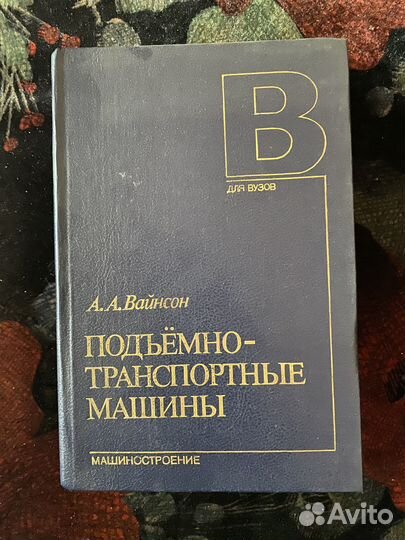 В
ДЛЯ ВУЗОВ
А. А. Вайнсон
ПОДЪЁМНО-
ТРАНСПОРТНЫЕ
МАШИНЫ
МАШИНОСТРОЕНИЕ
Avito